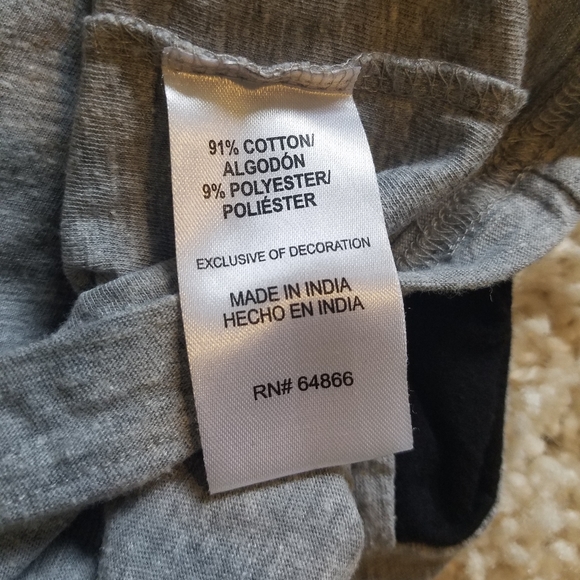 91% COTTON/
ALGODÓN
9% POLYESTER/
POLIÉSTER
EXCLUSIVE OF DECORATION
MADE IN INDIA
HECHO EN INDIA
RN# 64866